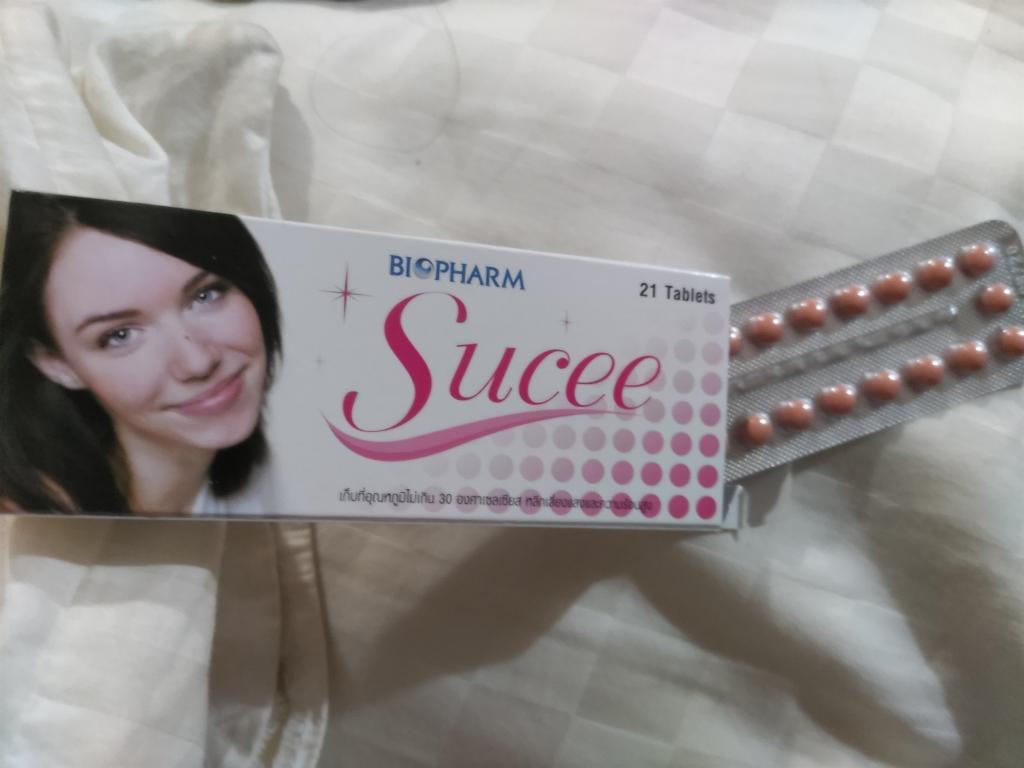 BIOPHARM
21 Tablets
Sucee
เก็บที่อุณหภูมิไม่เกิน 30 องศาเซลเซียส หลีกเลี่ยงแสงและความร้อนสูง